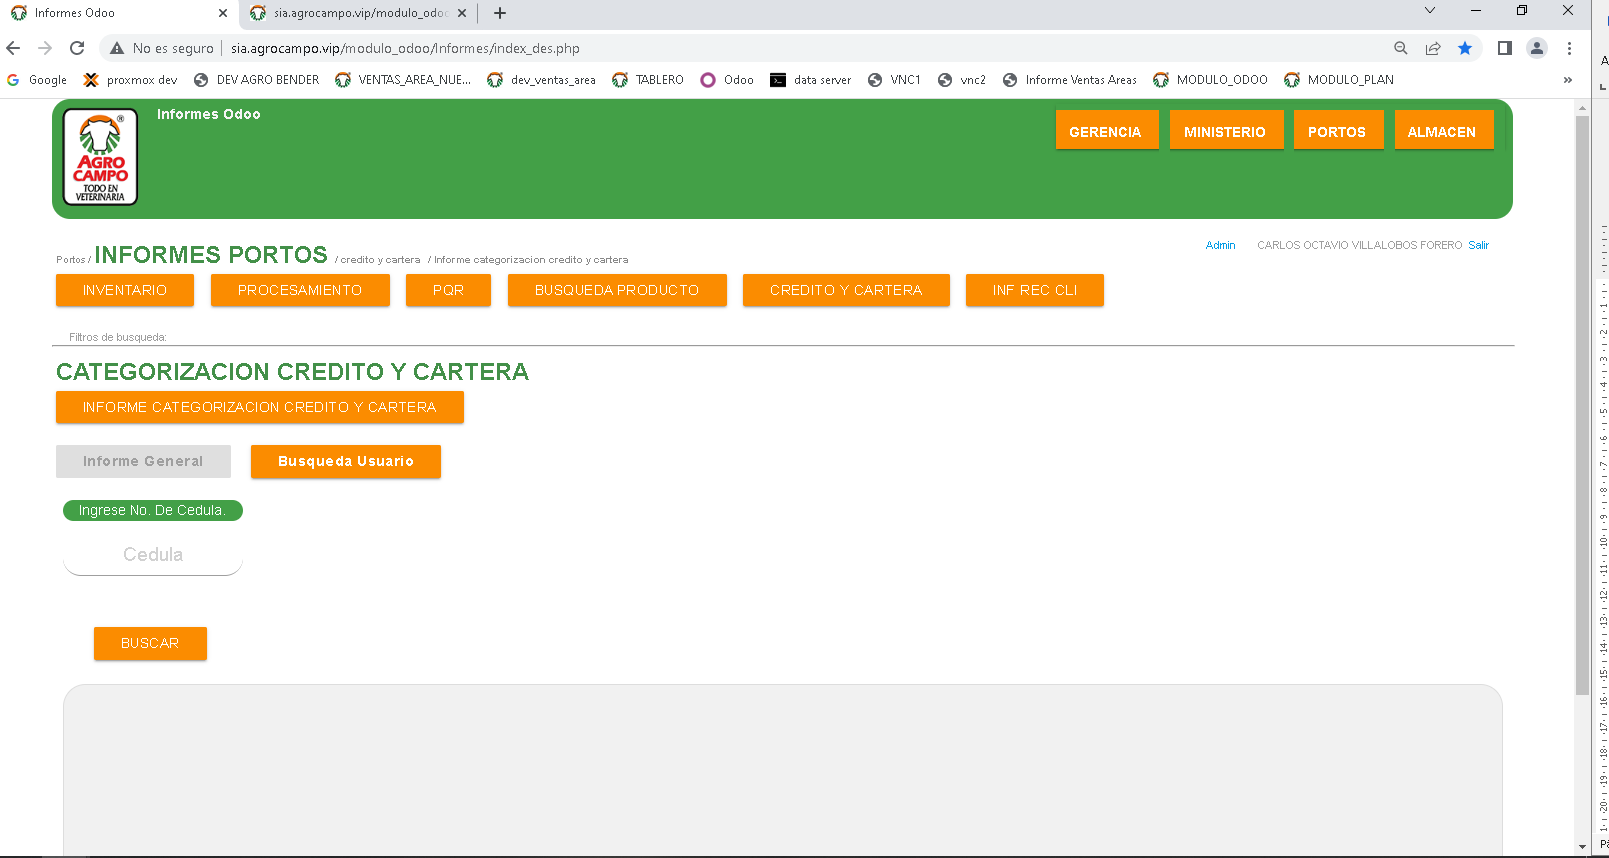 Informes Odoo
sia.agrocampo.vip/modulo_odoo
No es seguro
sia.agrocampo.vip/modulo_odoo/Informes/index_des.php
Google
proxmox dev
DEV AGRO BENDER
VENTAS_AREA_NUE...
dev_ventas_area
TABLERO
Odoo
data server
VNC1
vnc2
Informe Ventas Areas
MODULO_ODOO
MODULO_PLAN
»
AGRO
CAMPO
TODO EN
VETERINARIA
Informes Odoo
GERENCIA
MINISTERIO
PORTOS
ALMACEN
Portos / INFORMES PORTOS / credito y cartera / Informe categorizacion credito y cartera
Admin
CARLOS OCTAVIO VILLALOBOS FORERO
Salir
INVENTARIO
PROCESAMIENTO
PQR
BUSQUEDA PRODUCTO
CREDITO Y CARTERA
INF REC CLI
Filtros de busqueda:
CATEGORIZACION CREDITO Y CARTERA
INFORME CATEGORIZACION CREDITO Y CARTERA
Informe General
Busqueda Usuario
Ingrese No. De Cedula.
Cedula
BUSCAR